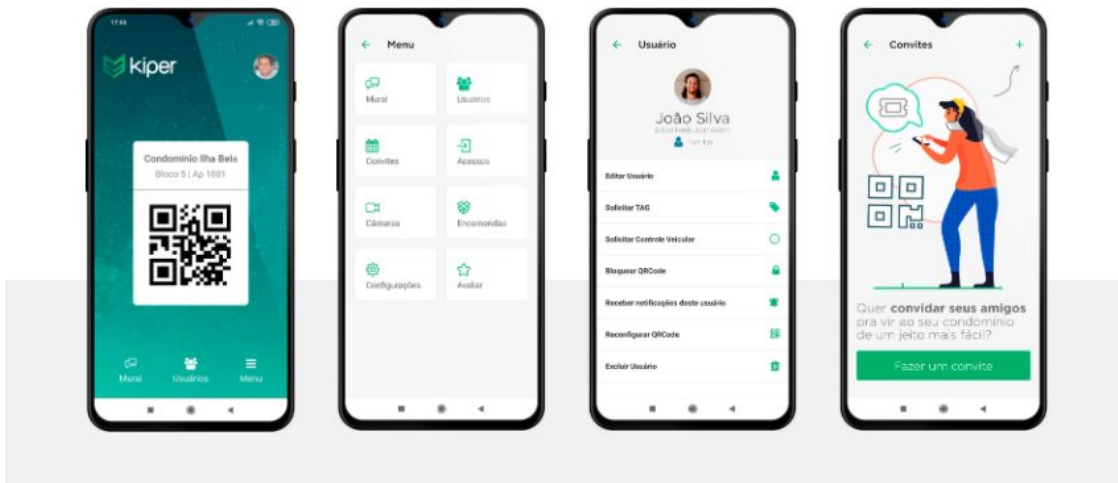 17:55
kiper
Condomínio Ilha Bela
Bloco 5 | Ap 1001
Mural
Usuários
Menu
Menu
Mural
Usuários
Convites
Acessos
Câmeras
Encomendas
Configurações
Avaliar
Usuário
João Silva
Familiar
Editar Usuário
Solicitar TAG
Solicitar Controle Veicular
Bloquear QRCode
Receber notificações deste usuário
Reconfigurar QRCode
Excluir Usuário
Convites
Quer convidar seus amigos
pra vir ao seu condomínio
de um jeito mais fácil?
Fazer um convite